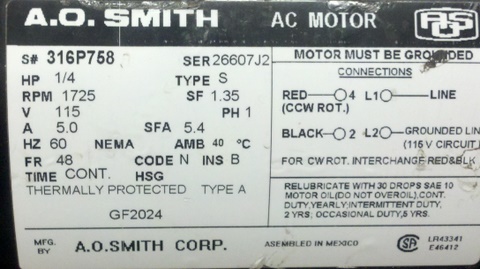 A.O. SMITH AC MOTOR AOS
S# 316P758 SER 26607J2
HP 1/4 TYPE S
RPM 1725 SF 1.35
V 115 PH 1
A 5.0 SFA 5.4
HZ 60 NEMA AMB 40 °C
FR 48 CODE N INS B
TIME CONT. HSG
THERMALLY PROTECTED TYPE A
GF2024
MOTOR MUST BE GROUNDED
CONNECTIONS
RED 4 L1 LINE
(CCW ROT.)
BLACK 2 L2 GROUNDED LINE
(115 V CIRCUIT)
FOR CW ROT. INTERCHANGE RED&BLK
RELUBRICATE WITH 30 DROPS SAE 10
MOTOR OIL(DO NOT OVEROIL).CONT.
DUTY,YEARLY;INTERMITTENT DUTY,
2 YRS; OCCASIONAL DUTY,5 YRS.
MFG. BY A.O.SMITH CORP. ASEMBLED IN MEXICO
LR43341
E46412